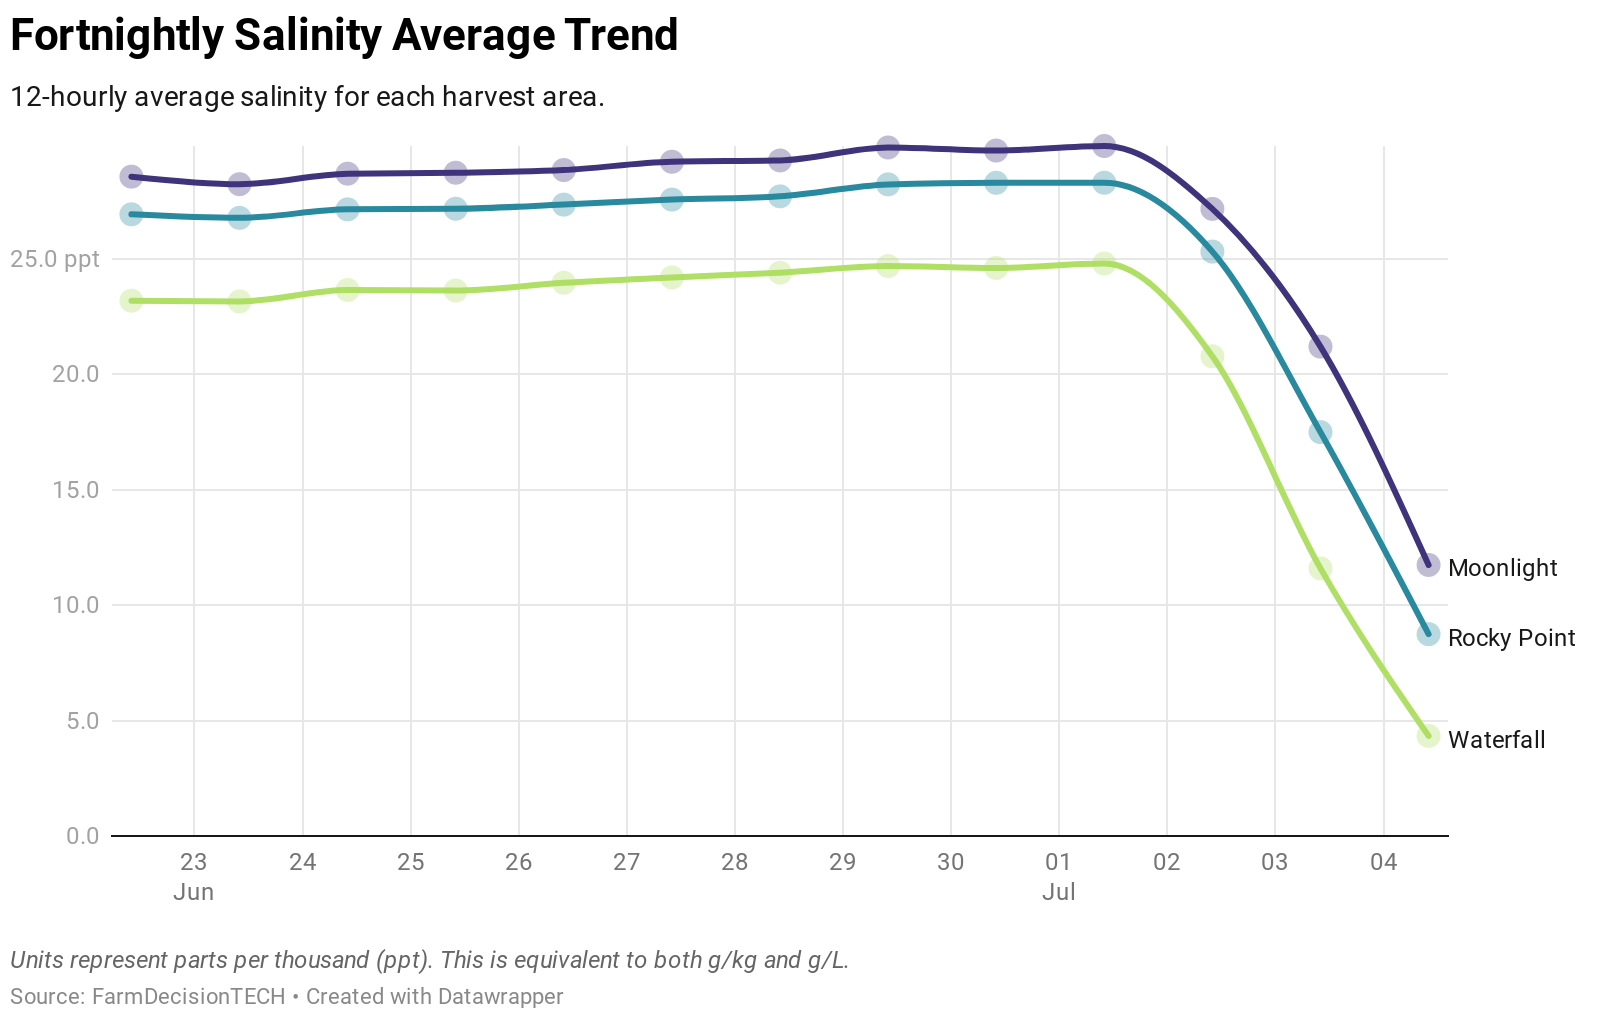 Fortnightly Salinity Average Trend
12-hourly average salinity for each harvest area.
25.0 ppt
20.0
15.0
10.0
5.0
0.0
Moonlight
Rocky Point
Waterfall
23 24 25 26 27 28 29 30 01 02 03 04
Jun Jul
Units represent parts per thousand (ppt). This is equivalent to both g/kg and g/L.
Source: FarmDecisionTECH • Created with Datawrapper